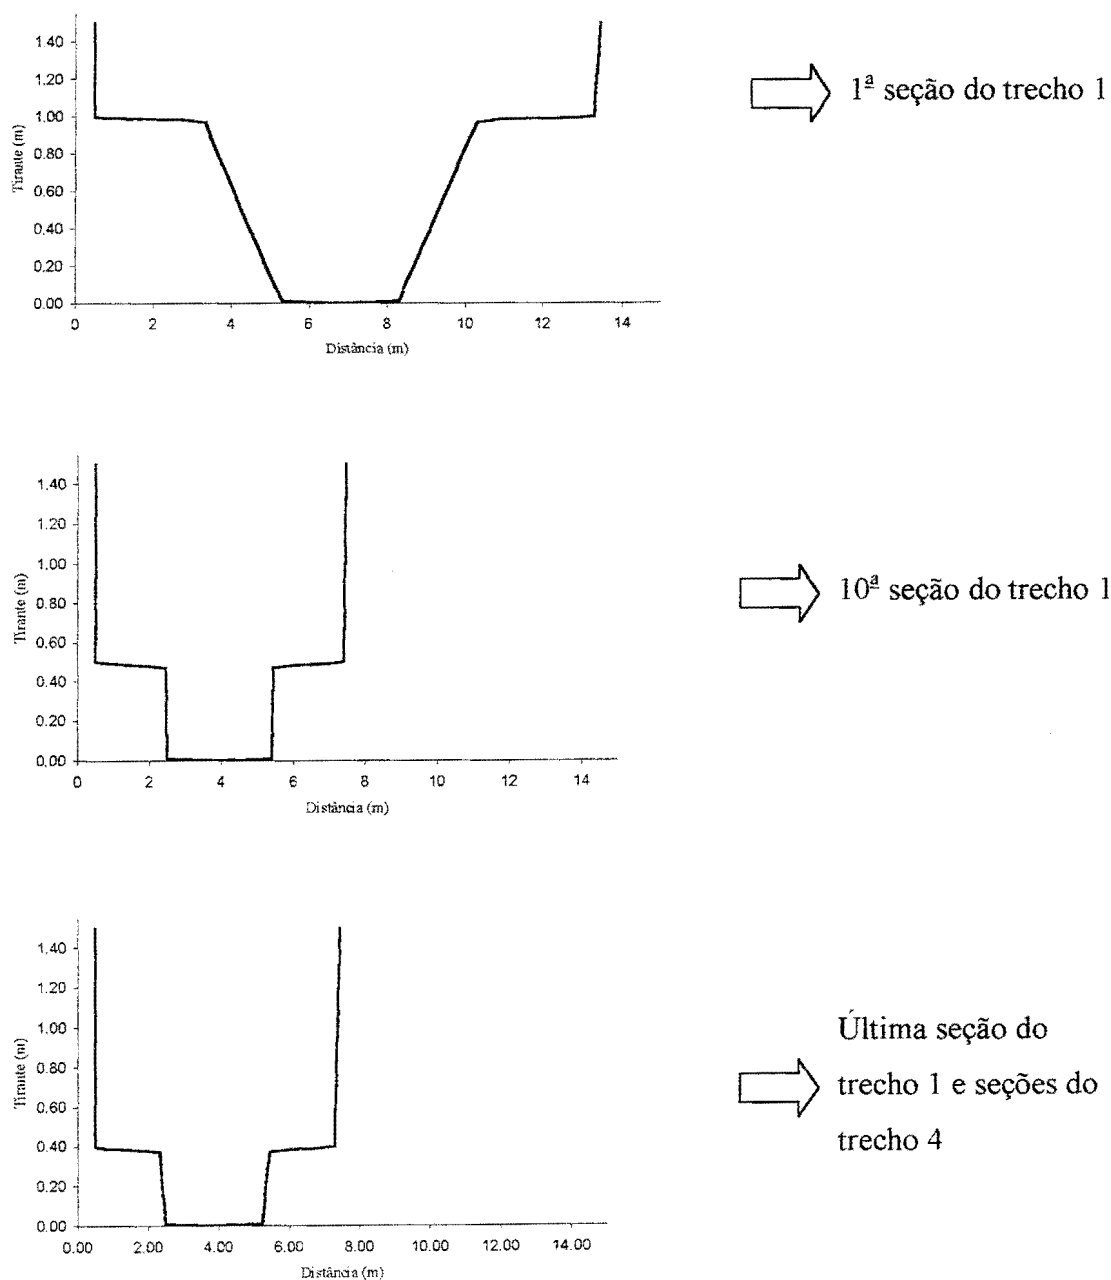 1.40
1.20
1.00
0.80
0.60
0.40
0.20
0.00
Tirante (m)
0 2 4 6 8 10 12 14
Distância (m)
1ª seção do trecho 1
1.40
1.20
1.00
0.80
0.60
0.40
0.20
0.00
Tirante (m)
0 2 4 6 8 10 12 14
Distância (m)
10ª seção do trecho 1
1.40
1.20
1.00
0.80
0.60
0.40
0.20
0.00
Tirante (m)
0.00 2.00 4.00 6.00 8.00 10.00 12.00 14.00
Distância (m)
Última seção do
trecho 1 e seções do
trecho 4